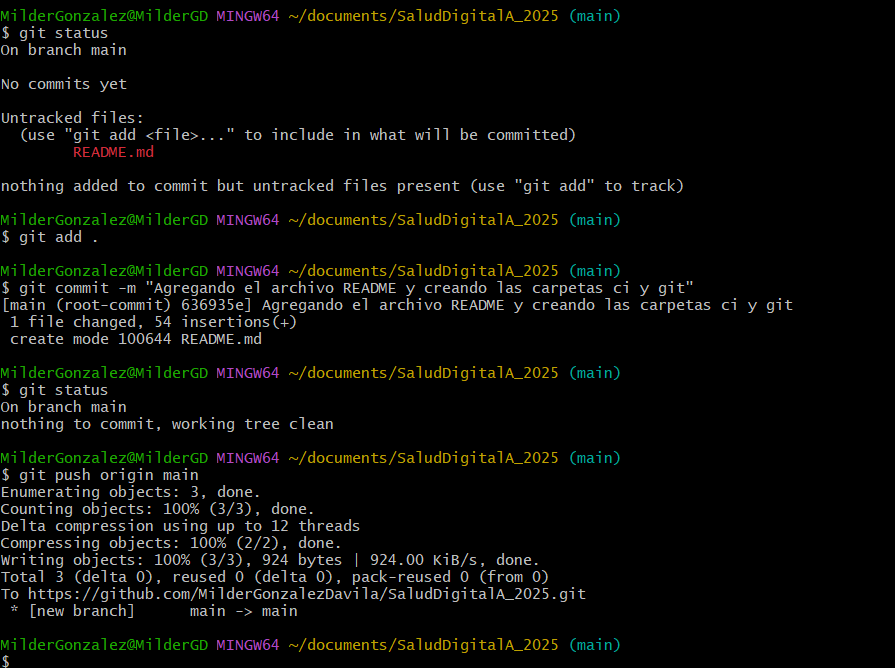 MilderGonzalez@MilderGD MINGW64 ~/documents/SaludDigitalA_2025 (main)
$ git status
On branch main
No commits yet
Untracked files:
  (use "git add <file>..." to include in what will be committed)
        README.md
nothing added to commit but untracked files present (use "git add" to track)
MilderGonzalez@MilderGD MINGW64 ~/documents/SaludDigitalA_2025 (main)
$ git add .
MilderGonzalez@MilderGD MINGW64 ~/documents/SaludDigitalA_2025 (main)
$ git commit -m "Agregando el archivo README y creando las carpetas ci y git"
[main (root-commit) 636935e] Agregando el archivo README y creando las carpetas ci y git
 1 file changed, 54 insertions(+)
 create mode 100644 README.md
MilderGonzalez@MilderGD MINGW64 ~/documents/SaludDigitalA_2025 (main)
$ git status
On branch main
nothing to commit, working tree clean
MilderGonzalez@MilderGD MINGW64 ~/documents/SaludDigitalA_2025 (main)
$ git push origin main
Enumerating objects: 3, done.
Counting objects: 100% (3/3), done.
Delta compression using up to 12 threads
Compressing objects: 100% (2/2), done.
Writing objects: 100% (3/3), 924 bytes | 924.00 KiB/s, done.
Total 3 (delta 0), reused 0 (delta 0), pack-reused 0 (from 0)
To https://github.com/MilderGonzalezDavila/SaludDigitalA_2025.git
 * [new branch]      main -> main
MilderGonzalez@MilderGD MINGW64 ~/documents/SaludDigitalA_2025 (main)
$